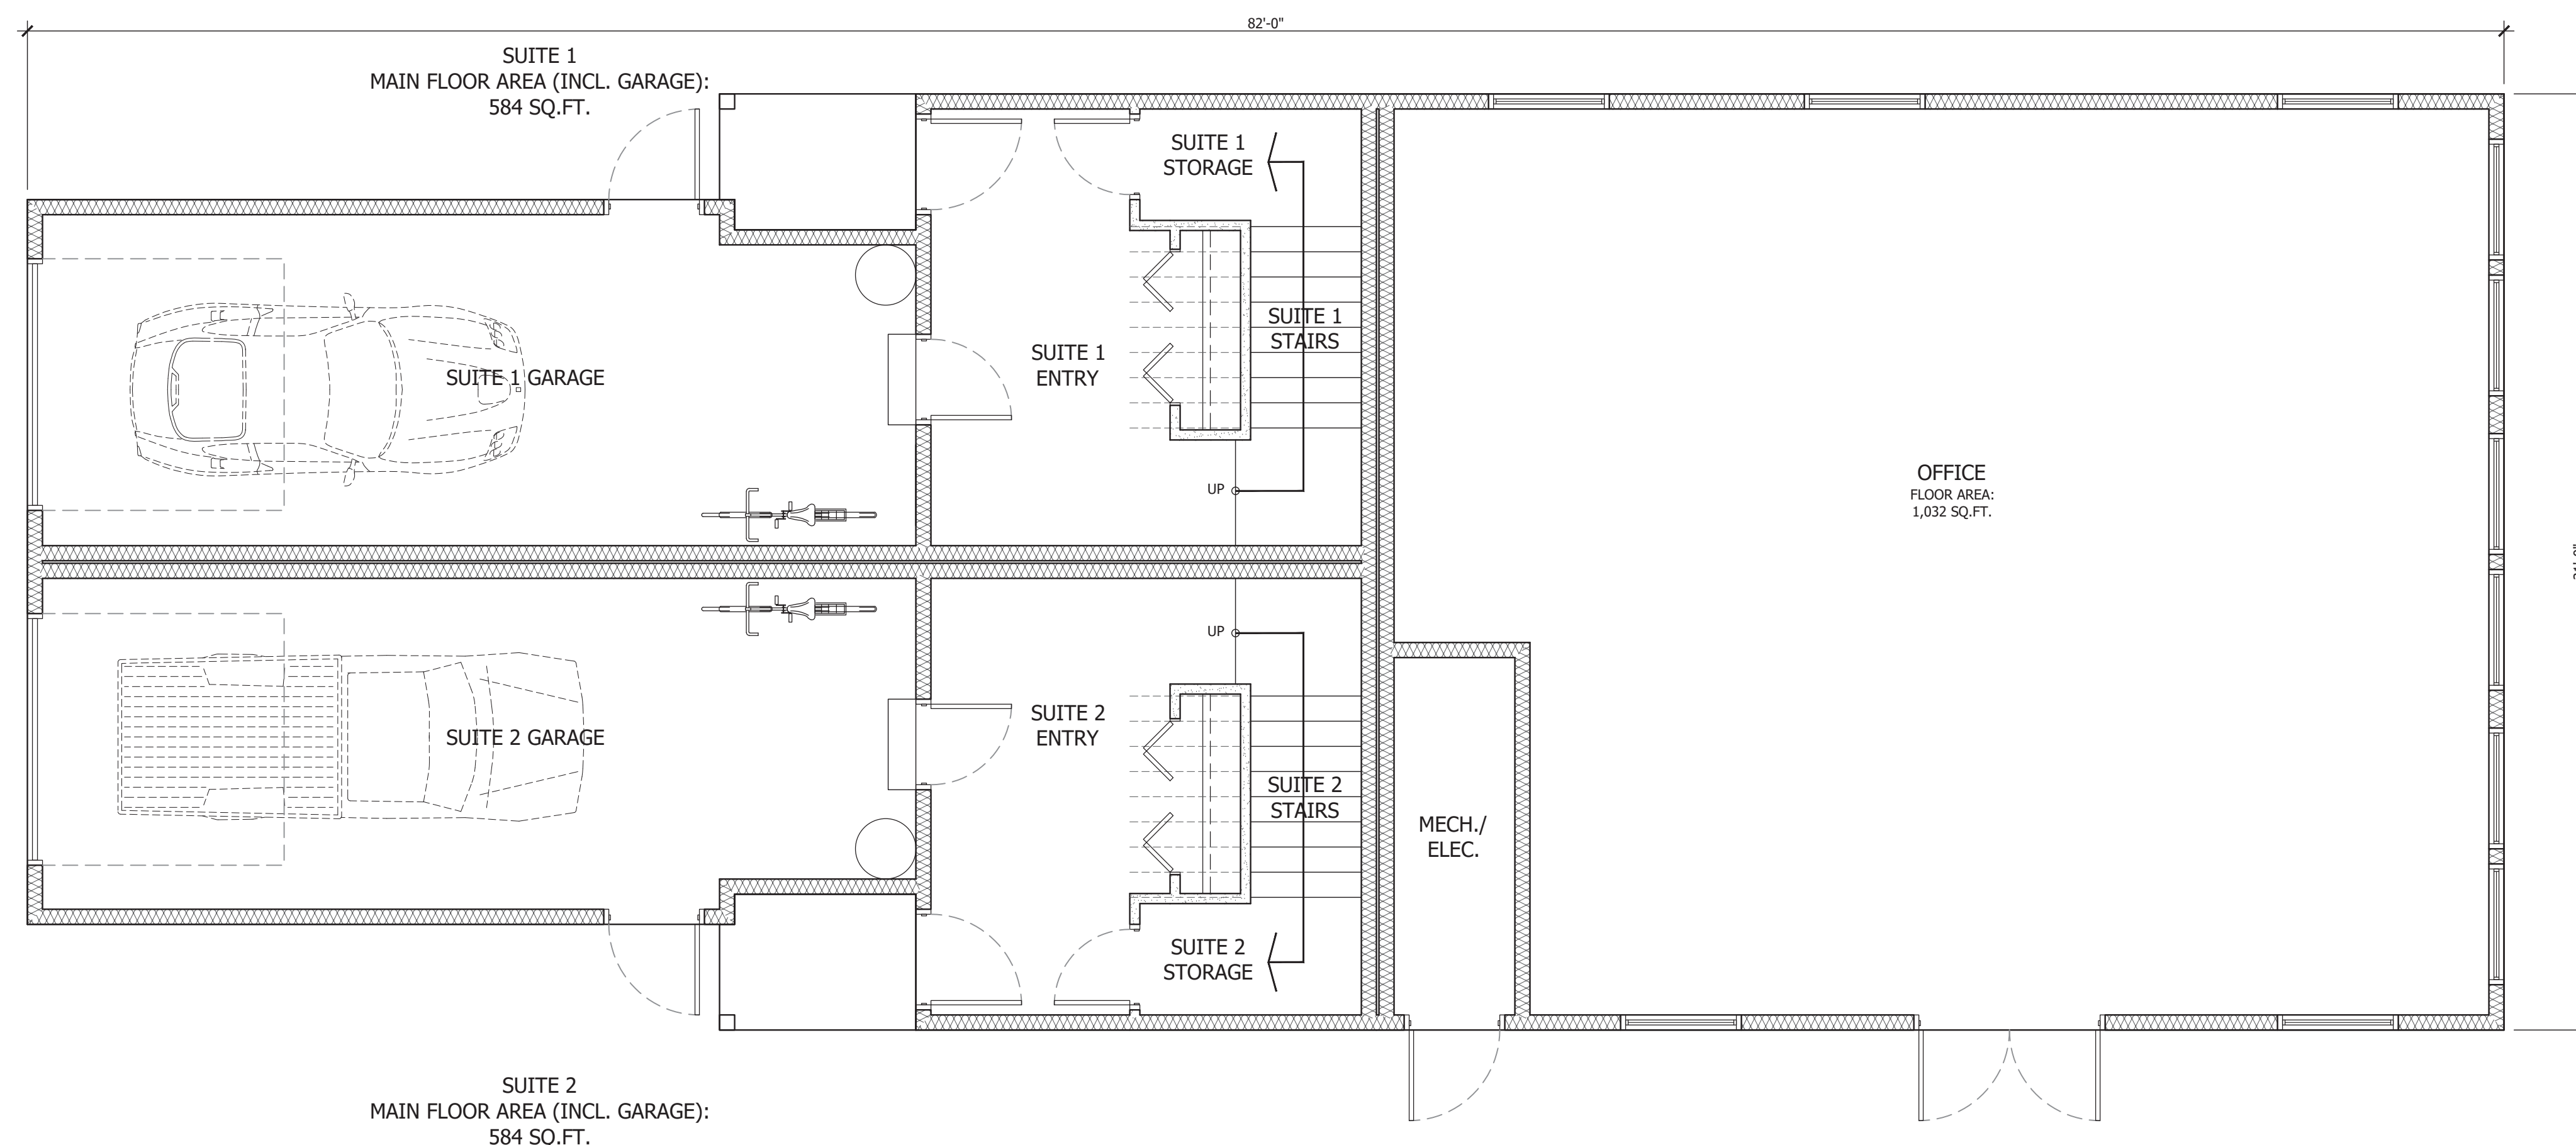 82'-0"
SUITE 1
MAIN FLOOR AREA (INCL. GARAGE):
584 SQ.FT.
SUITE 1
STORAGE
SUITE 1
STAIRS
SUITE 1
ENTRY
SUITE 1 GARAGE
OFFICE
FLOOR AREA:
1,032 SQ.FT.
UP
UP
SUITE 2
ENTRY
SUITE 2 GARAGE
SUITE 2
STAIRS
MECH./
ELEC.
SUITE 2
STORAGE
SUITE 2
MAIN FLOOR AREA (INCL. GARAGE):
584 SQ.FT.